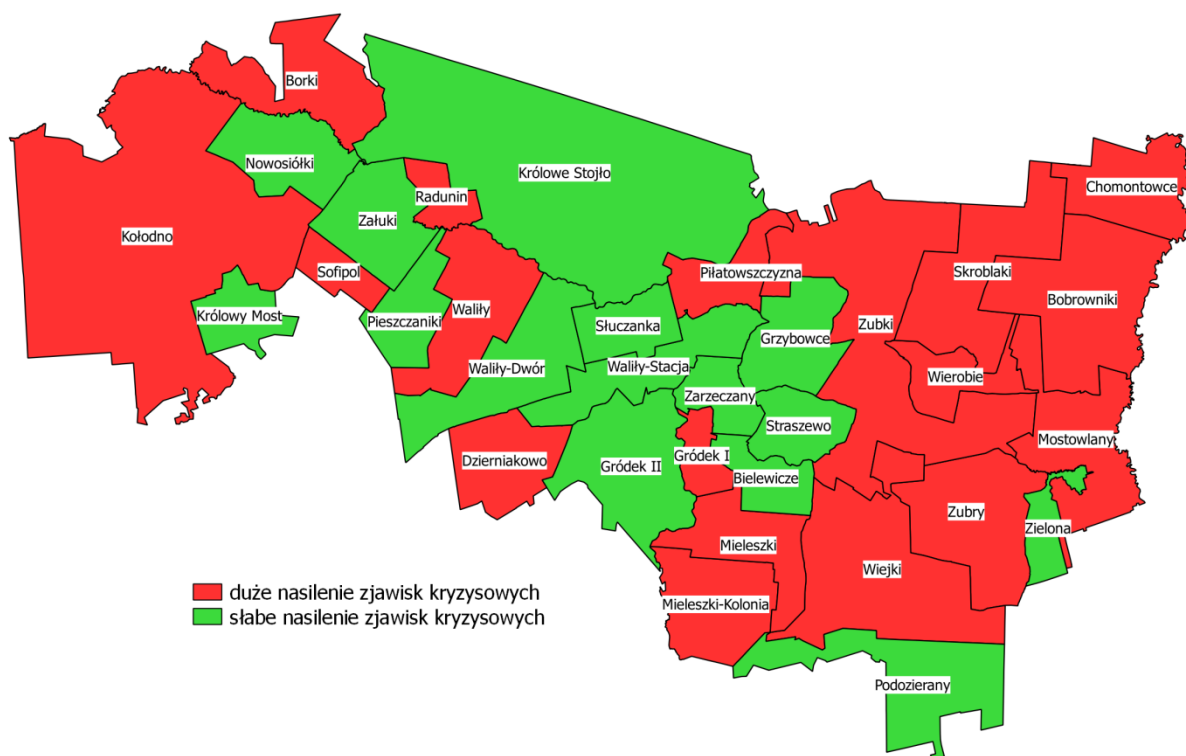 Borki
Nowosiółki
Królowe Stojło
Chomontowce
Radunin
Załuki
Kołodno
Skroblaki
Sofipol
Piłatowszczyzna
Bobrowniki
Królowy Most
Pieszczaniki
Waliły
Słuczanka
Zubki
Grzybowce
Waliły-Dwór
Waliły-Stacja
Wierobie
Zarzeczany
Straszewo
Mostowlany
Dzierniakowo
Gródek II
Gródek I
Bielewicze
Zubry
Zielona
Mieleszki
Wiejki
duże nasilenie zjawisk kryzysowych
Mieleszki-Kolonia
słabe nasilenie zjawisk kryzysowych
Podozierany